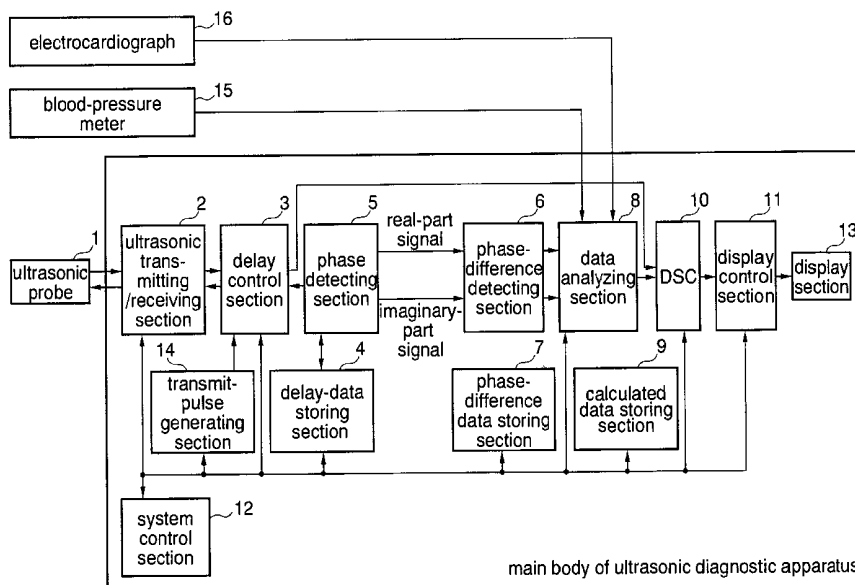 16
electrocardiograph
15
blood-pressure
meter
1
ultrasonic
probe
2
ultrasonic
trans-
mitting
/receiving
section
3
delay
control
section
5
phase
detecting
section
real-part
signal
imaginary-
part
signal
6
phase-
difference
detecting
section
8
data
analyzing
section
10
DSC
11
display
control
section
13
display
section
14
transmit-
pulse
generating
section
4
delay-data
storing
section
7
phase-
difference
data storing
section
9
calculated
data storing
section
12
system
control
section
main body of ultrasonic diagnostic apparatus